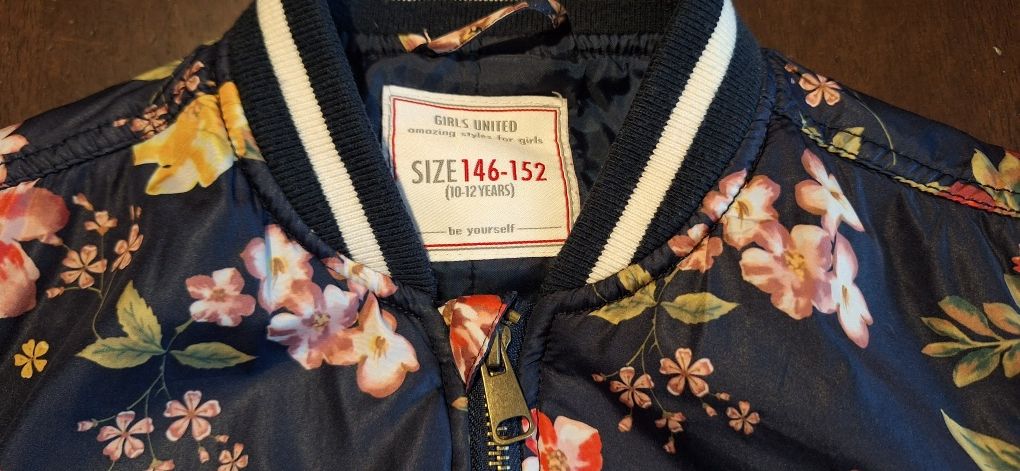 GIRLS UNITED
amazing styles for girls
SIZE 146-152
(10-12 YEARS)
be yourself